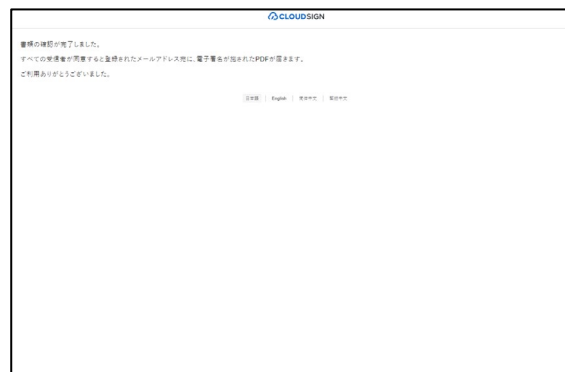 CLOUDSIGN
書類の確認が完了しました。
すべての受信者が同意すると登録されたメールアドレス宛に、電子署名が施されたPDFが届きます。
ご利用ありがとうございました。
日本語 | English | 简体中文 | 繁體中文